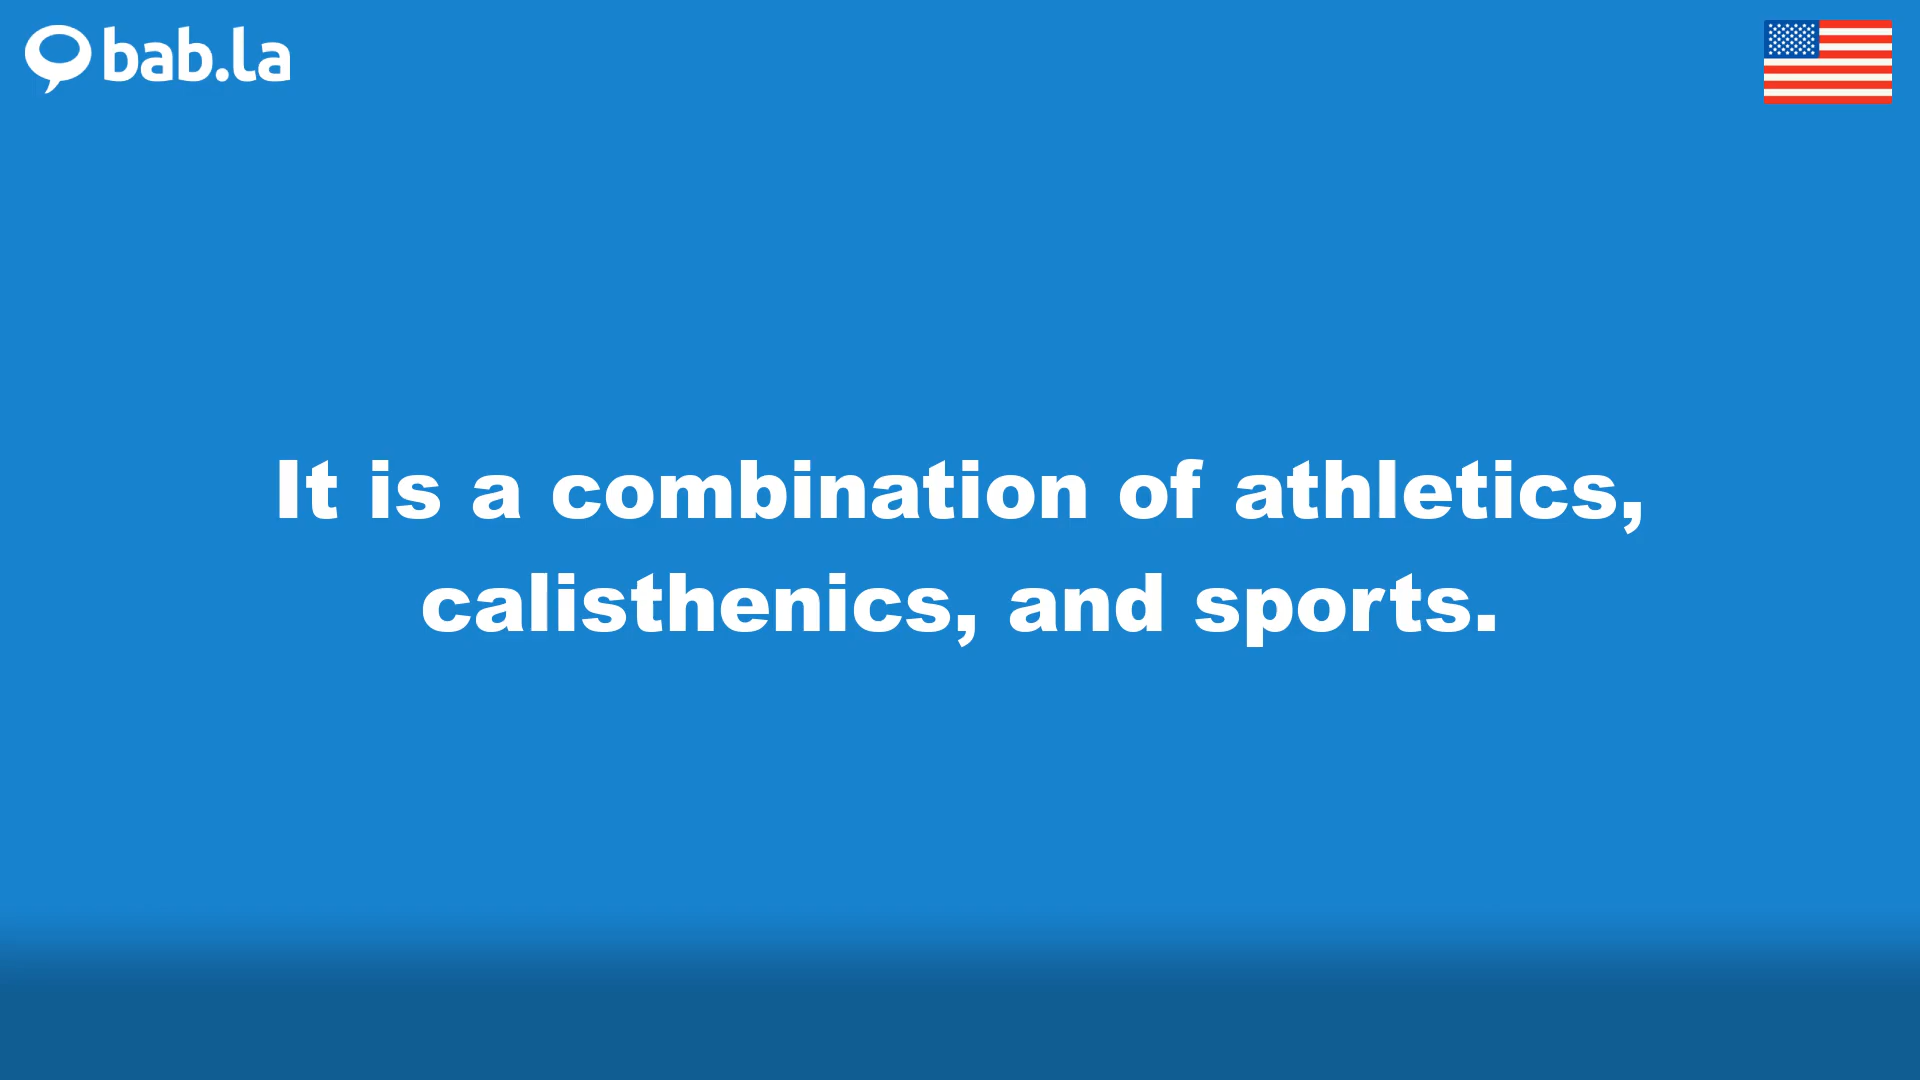 bab.la
It is a combination of athletics,
calisthenics, and sports.